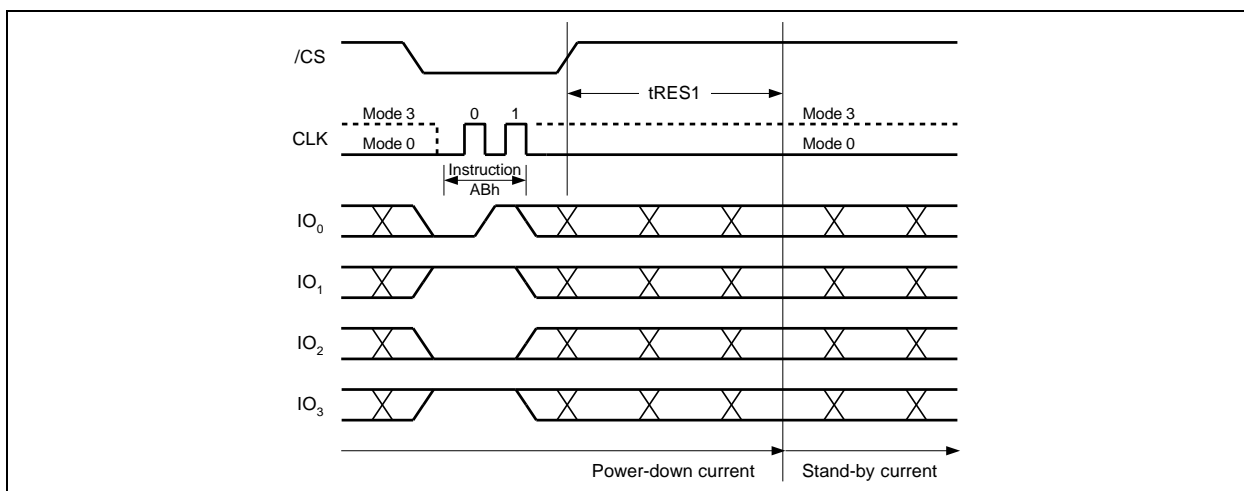 /CS
tRES1
Mode 3
0
1
Mode 3
CLK
Mode 0
Mode 0
Instruction
ABh
IO0
IO1
IO2
IO3
Power-down current
Stand-by current